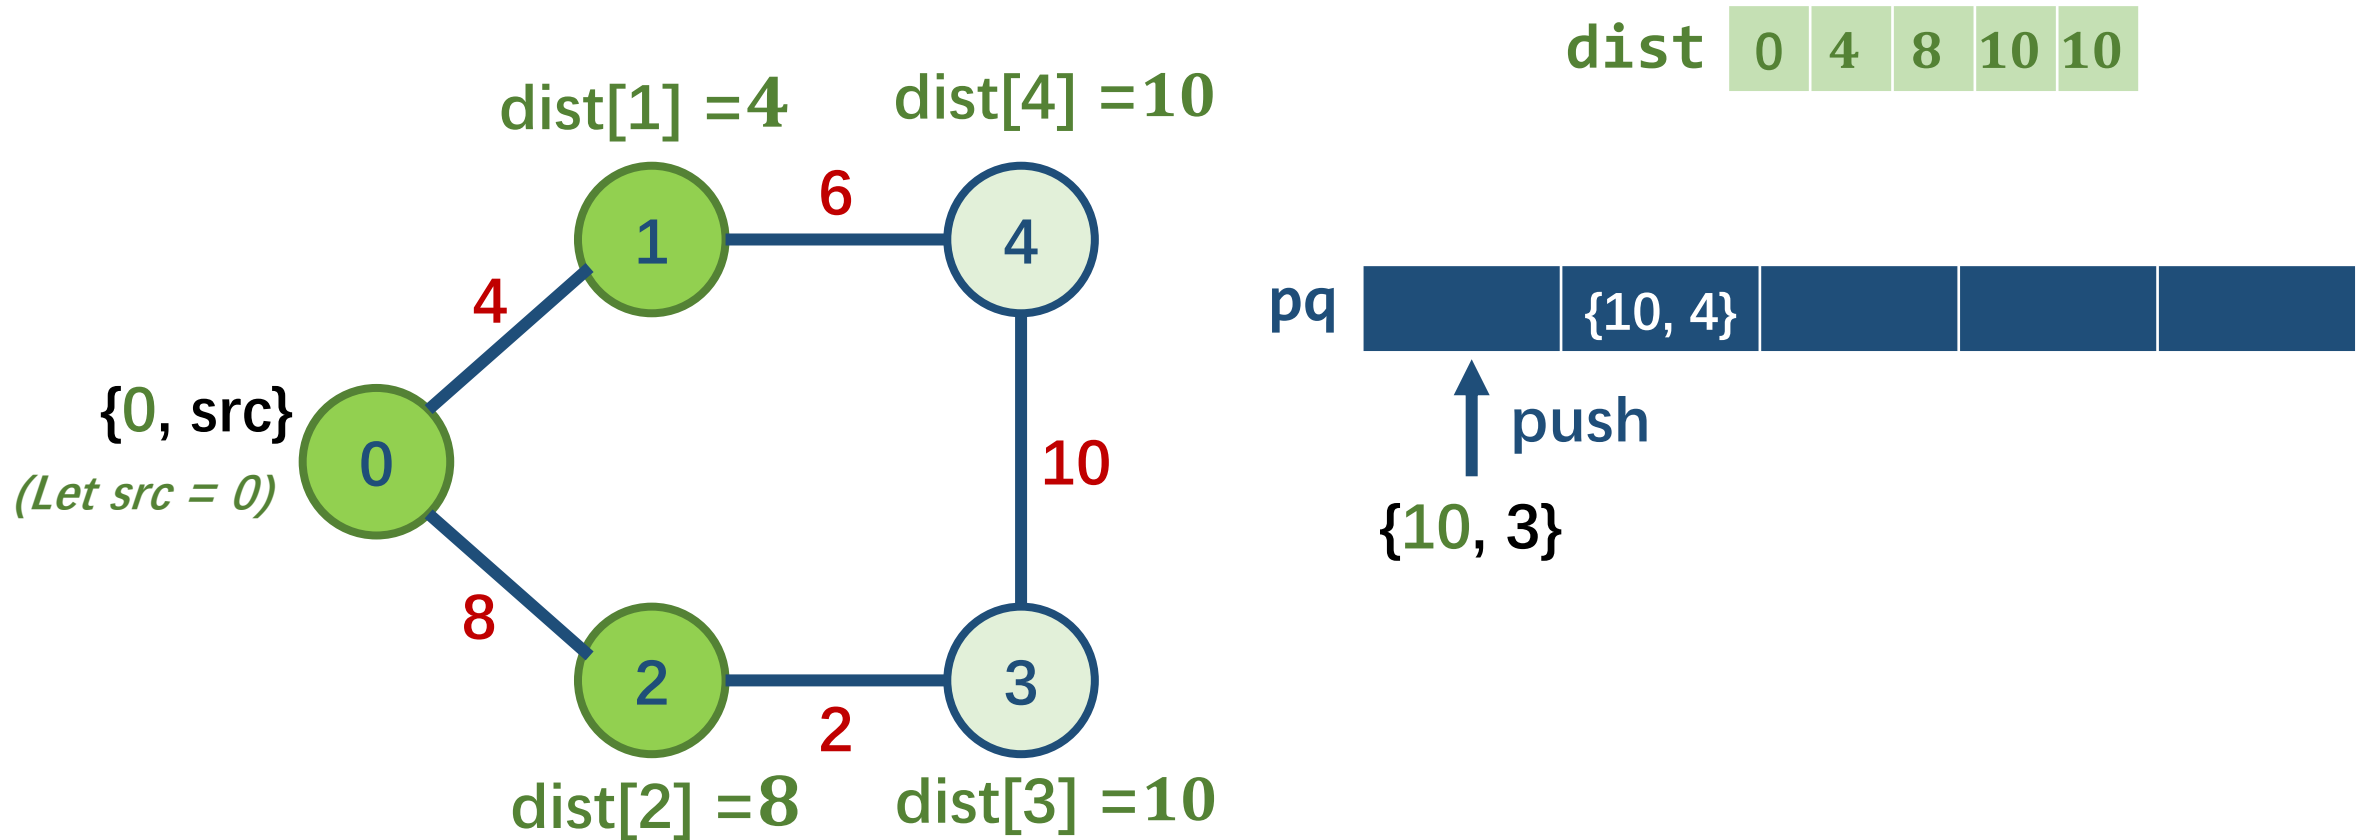 dist 0 4 8 10 10
dist[1] =4
dist[4] =10
6
1
4
4
pq
{10, 4}
push
{0, src}
0
(Let src = 0)
10
{10, 3}
8
2
3
2
dist[2] =8
dist[3] =10